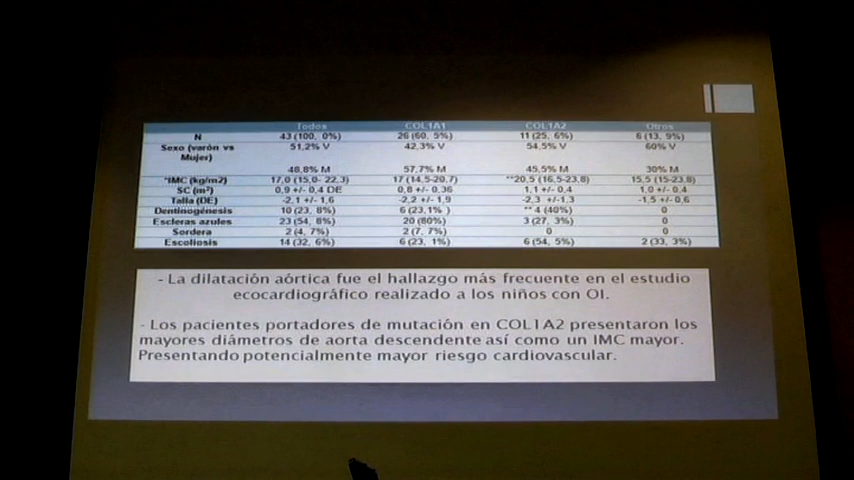 Todos COL1A1 COL1A2 Otros
N 43 (100, 0%) 26 (60, 5%) 11 (25, 6%) 6 (13, 9%)
Sexo (varón vs 51,2% V 42,3% V 54,5% V 60% V
Mujer)
48,8% M 57,7% M 45,5% M 30% M
*IMC (kg/m2) 17,0 (15,0- 22,3) 17 (14,5-20,7) **20,5 (16,5-23,8) 15,5 (15-23,8)
SC (m²) 0,9 +/- 0,4 DE 0,8 +/- 0,36 1,1 +/- 0,4 1,0 +/- 0,4
Talla (DE) -2,1 +/- 1,6 -2,2 +/- 1,9 -2,3 +/-1,3 -1,5 +/- 0,6
Dentinogénesis 10 (23, 8%) 6 (23,1% ) ** 4 (40%) 0
Escleras azules 23 (54, 8%) 20 (80%) 3 (27, 3%) 0
Sordera 2 (4, 7%) 2 (7, 7%) 0 0
Escoliosis 14 (32, 6%) 6 (23, 1%) 6 (54, 5%) 2 (33, 3%)
- La dilatación aórtica fue el hallazgo más frecuente en el estudio
ecocardiográfico realizado a los niños con OI.
- Los pacientes portadores de mutación en COL1A2 presentaron los
mayores diámetros de aorta descendente así como un IMC mayor.
Presentando potencialmente mayor riesgo cardiovascular.